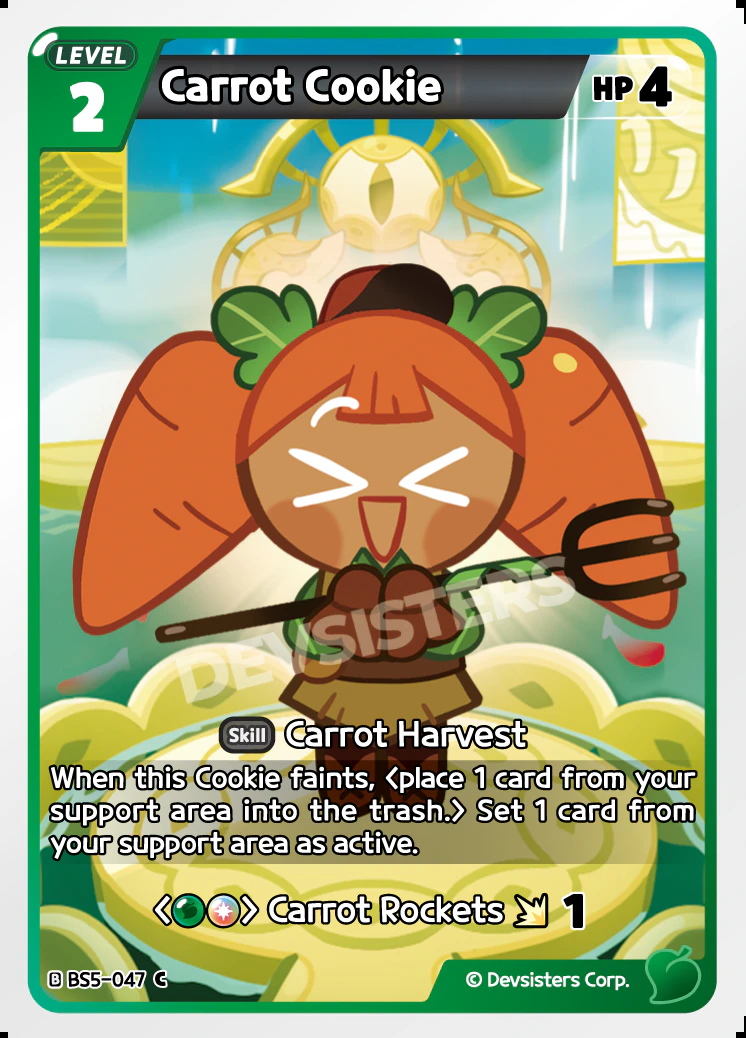 LEVEL
2
Carrot Cookie
HP 4
DEVSISTERS
Skill Carrot Harvest
When this Cookie faints, <place 1 card from your
support area into the trash.> Set 1 card from
your support area as active.
< > Carrot Rockets 1
B BS5-047 C
© Devsisters Corp.